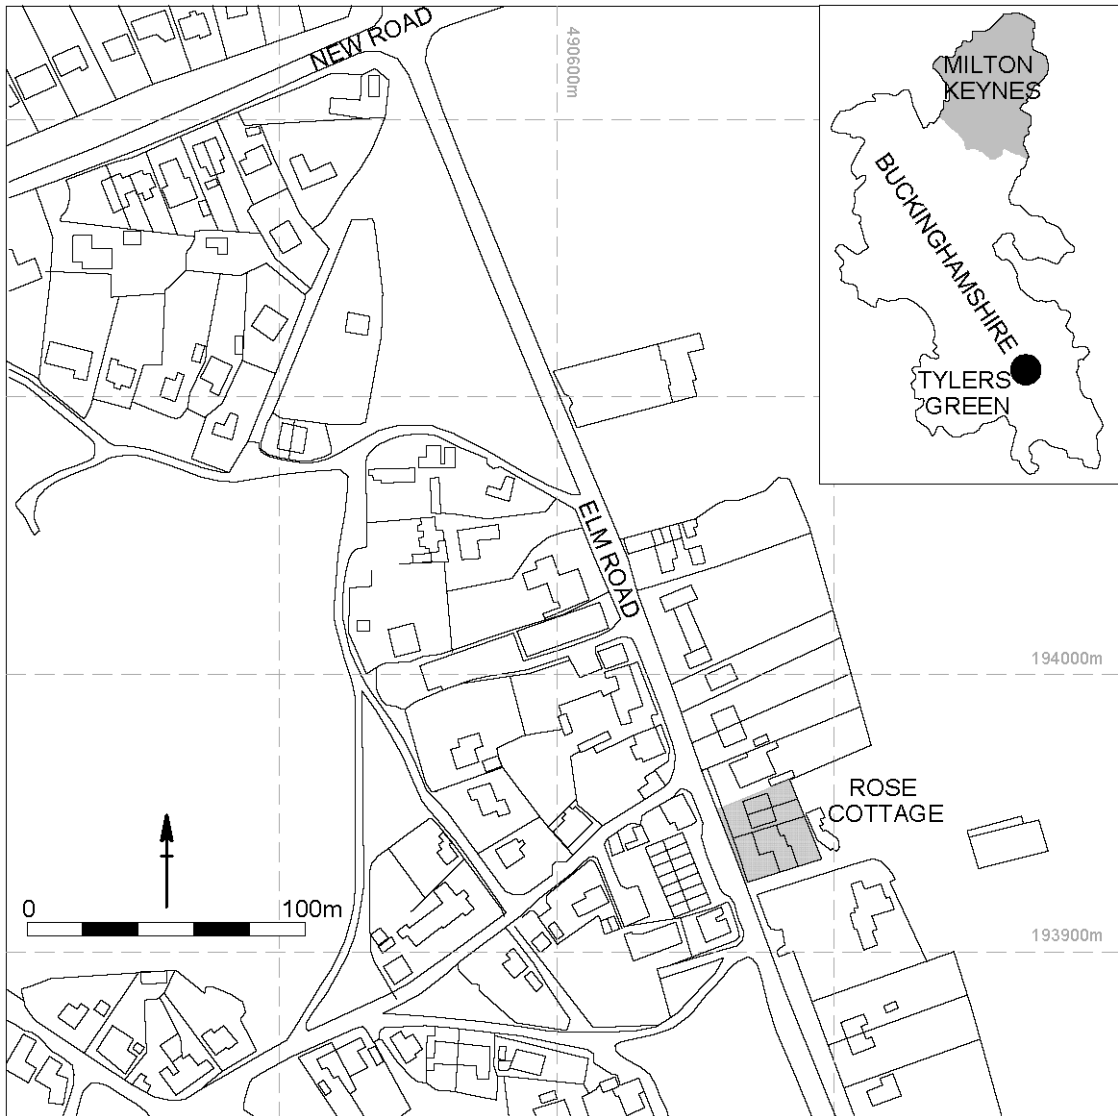 NEW ROAD
490600m
MILTON
KEYNES
BUCKINGHAMSHIRE
TYLERS
GREEN
ELM ROAD
194000m
ROSE
COTTAGE
0 100m
193900m